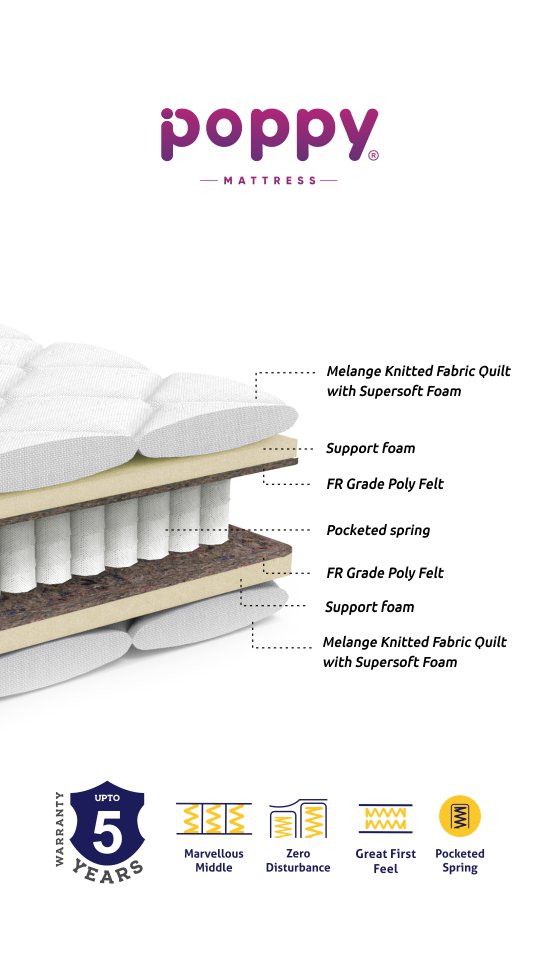 poppy®
MATTRESS
Melange Knitted Fabric Quilt
with Supersoft Foam
Support foam
FR Grade Poly Felt
Pocketed spring
FR Grade Poly Felt
Support foam
Melange Knitted Fabric Quilt
with Supersoft Foam
WARRANTY
UPTO
5
YEARS
Marvellous
Middle
Zero
Disturbance
Great First
Feel
Pocketed
Spring